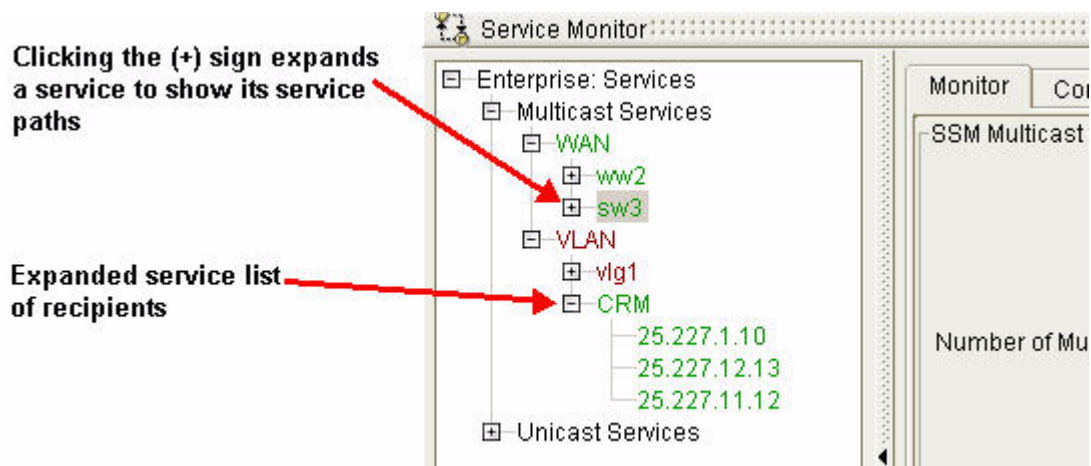 Service Monitor
Clicking the (+) sign expands
a service to show its service
paths
Enterprise: Services
Multicast Services
WAN
ww2
sw3
VLAN
vlg1
Expanded service list
of recipients
CRM
25.227.1.10
25.227.12.13
25.227.11.12
Unicast Services
Monitor
Cor
SSM Multicast
Number of Mu